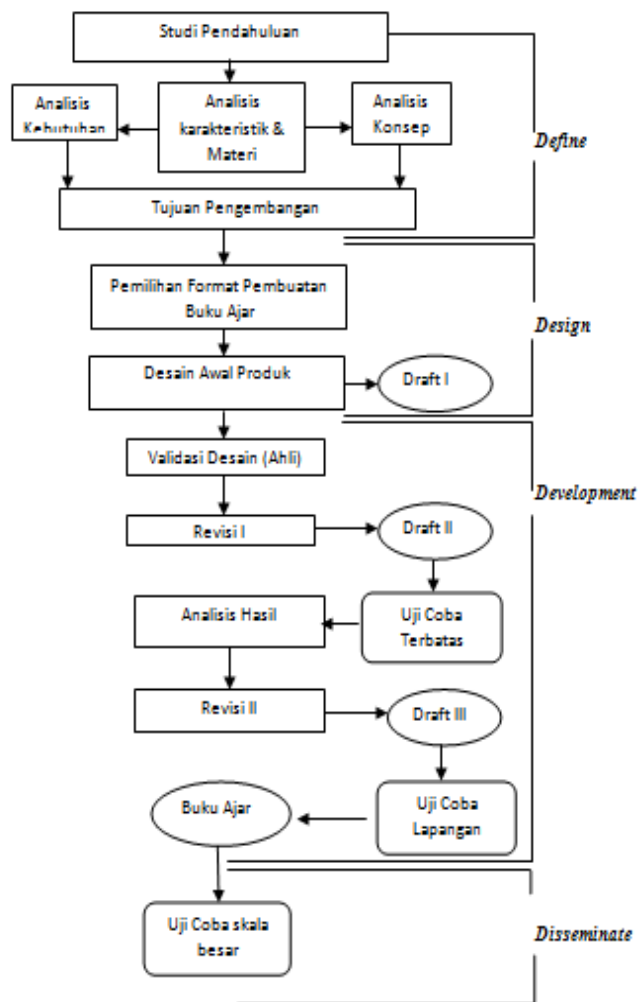 Studi Pendahuluan
Analisis
Kebutuhan
Analisis
karakteristik &
Materi
Analisis
Konsep
Define
Tujuan Pengembangan
Pemilihan Format Pembuatan
Buku Ajar
Design
Desain Awal Produk
Draft I
Validasi Desain (Ahli)
Development
Revisi I
Draft II
Analisis Hasil
Uji Coba
Terbatas
Revisi II
Draft III
Buku Ajar
Uji Coba
Lapangan
Uji Coba skala
besar
Disseminate